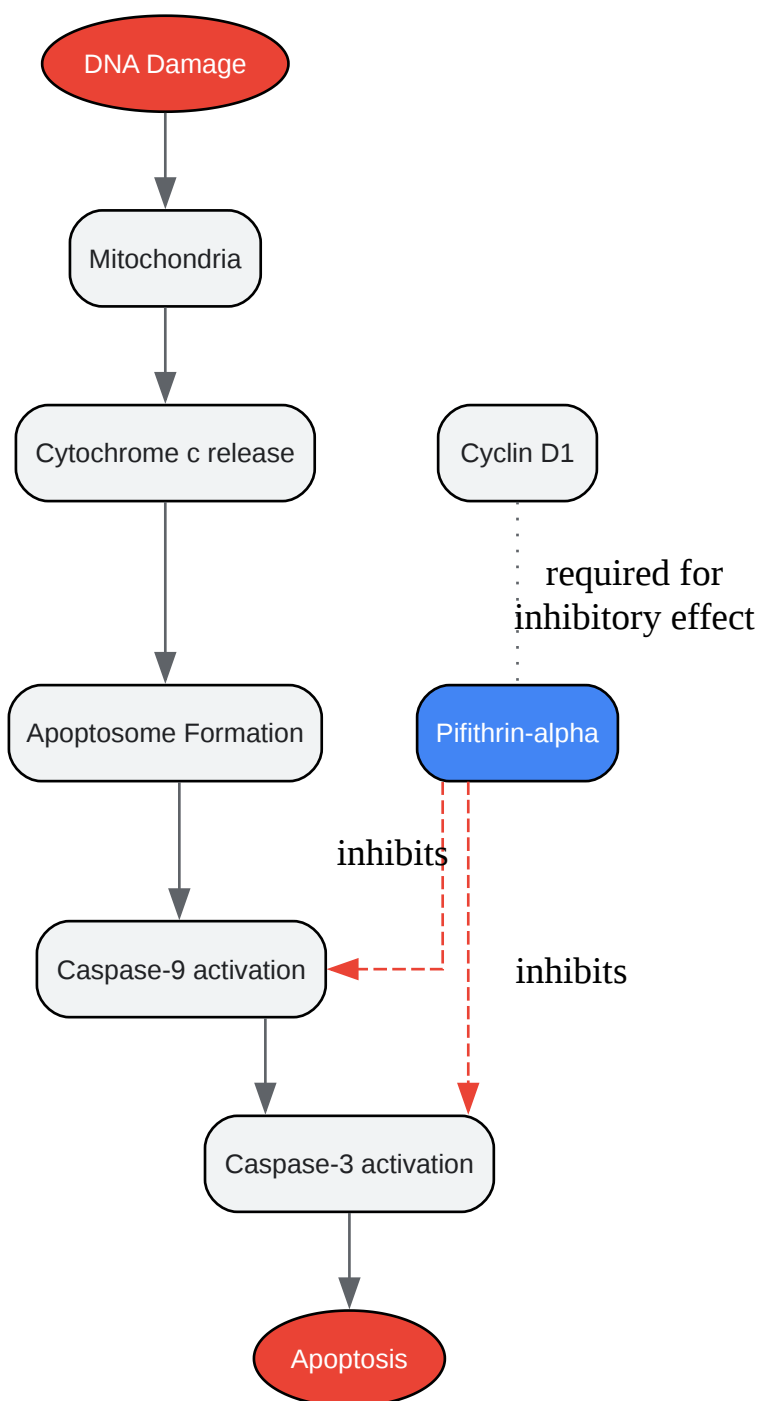 DNA Damage
Mitochondria
Cytochrome c release
Cyclin D1
required for
inhibitory effect
Apoptosome Formation
Pifithrin-alpha
inhibits
Caspase-9 activation
inhibits
Caspase-3 activation
Apoptosis